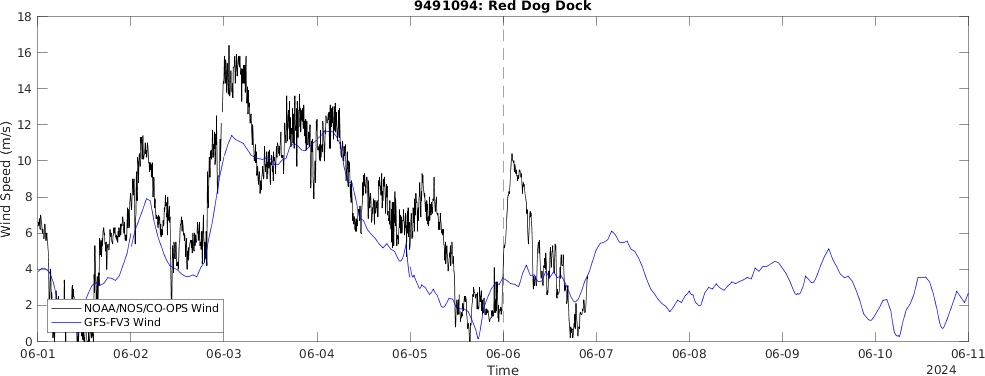 9491094: Red Dog Dock
18
16
14
12
10
8
6
4
2
0
Wind Speed (m/s)
NOAA/NOS/CO-OPS Wind
GFS-FV3 Wind
06-01 06-02 06-03 06-04 06-05 06-06 06-07 06-08 06-09 06-10 06-11
Time
2024